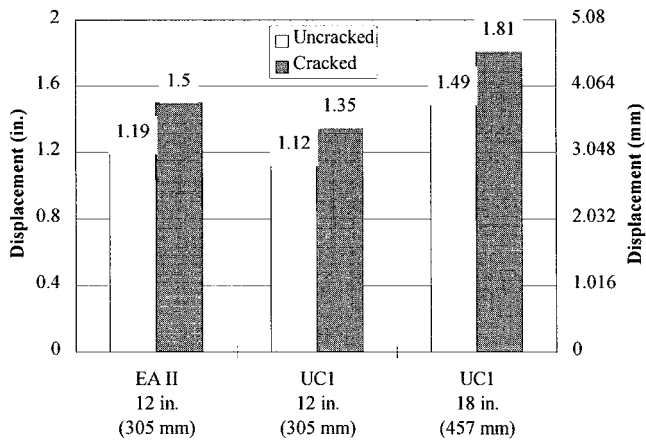 Displacement (in.)
2
1.6
1.2
0.8
0.4
0
Uncracked
Cracked
1.19
1.5
1.12
1.35
1.49
1.81
5.08
4.064
3.048
2.032
1.016
0
Displacement (mm)
EA II
12 in.
(305 mm)
UC1
12 in.
(305 mm)
UC1
18 in.
(457 mm)